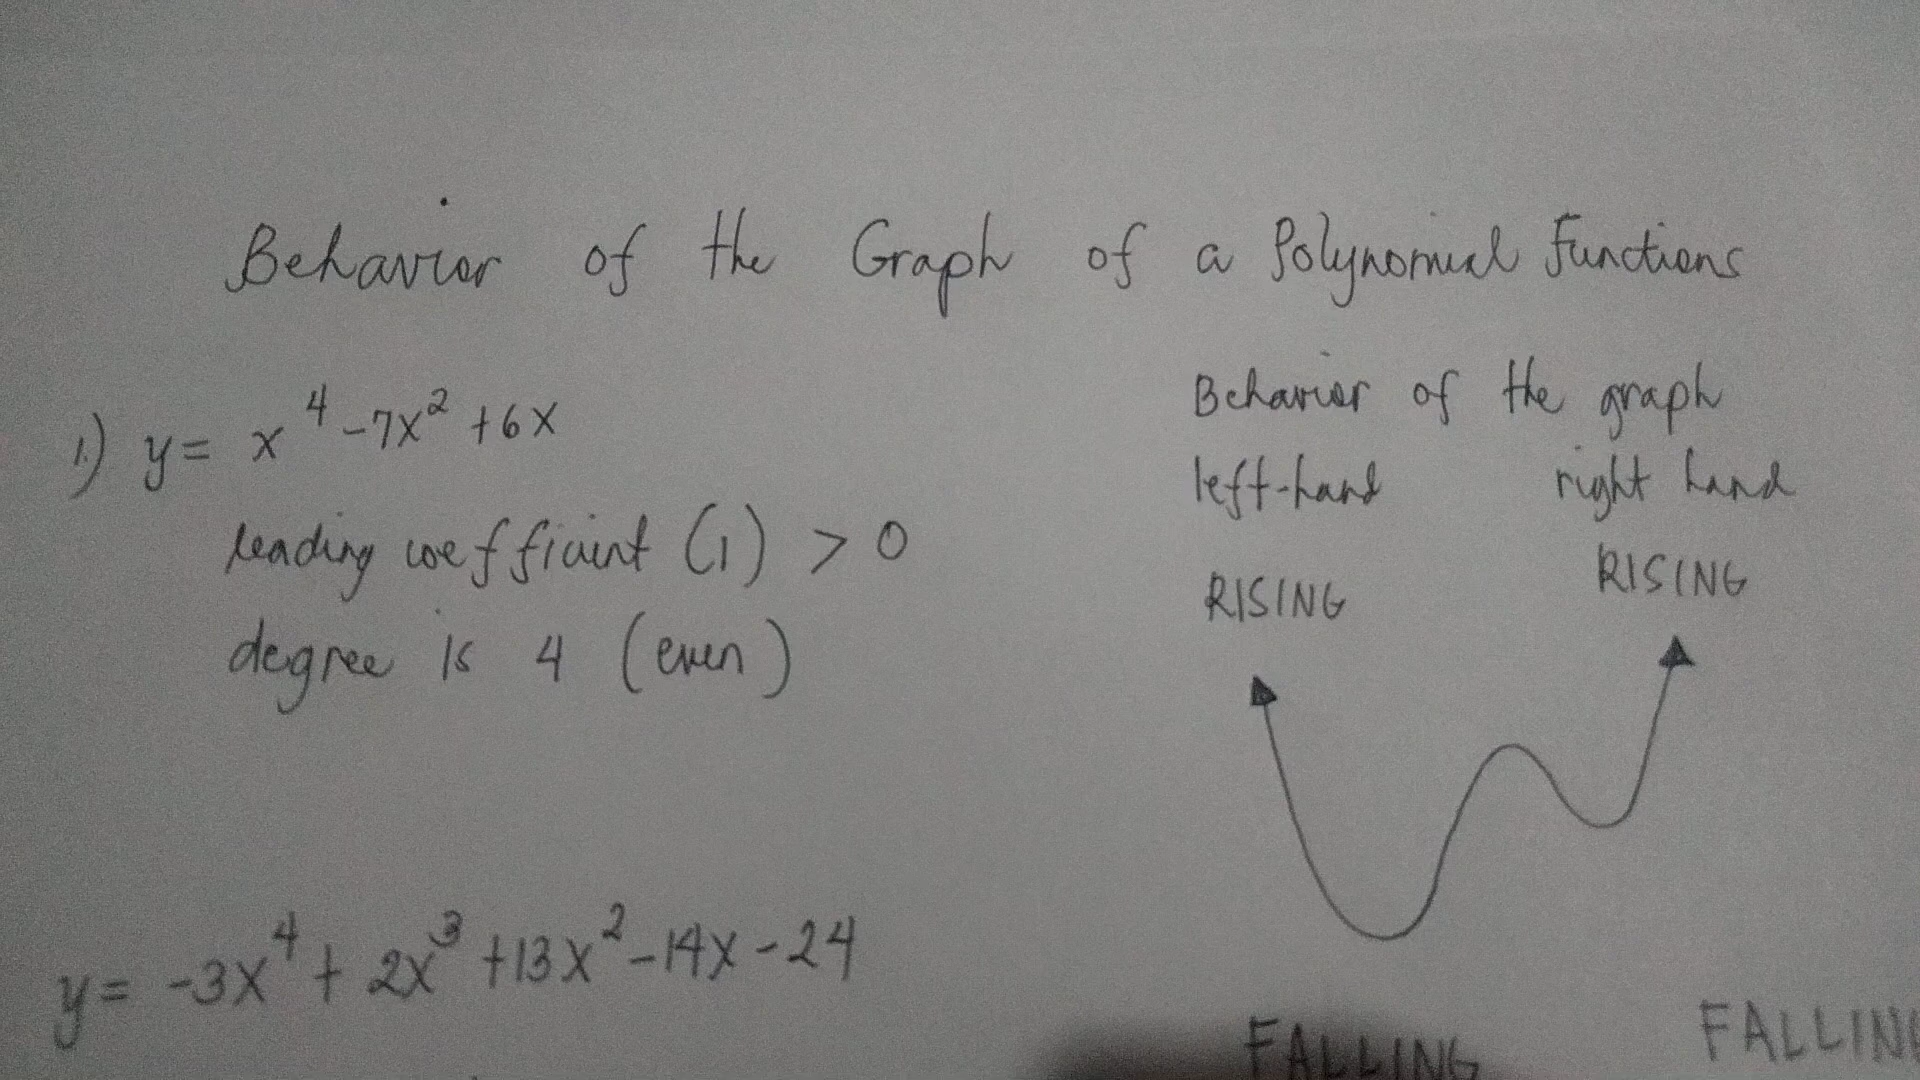 Behavior of the Graph of a Polynomial Functions
1.) y = x⁴ - 7x² + 6x
leading coefficient (1) > 0
degree is 4 (even)
Behavior of the graph
left-hand right hand
RISING RISING
y = -3x⁴ + 2x³ + 13x² - 14x - 24
FALLING FALLING